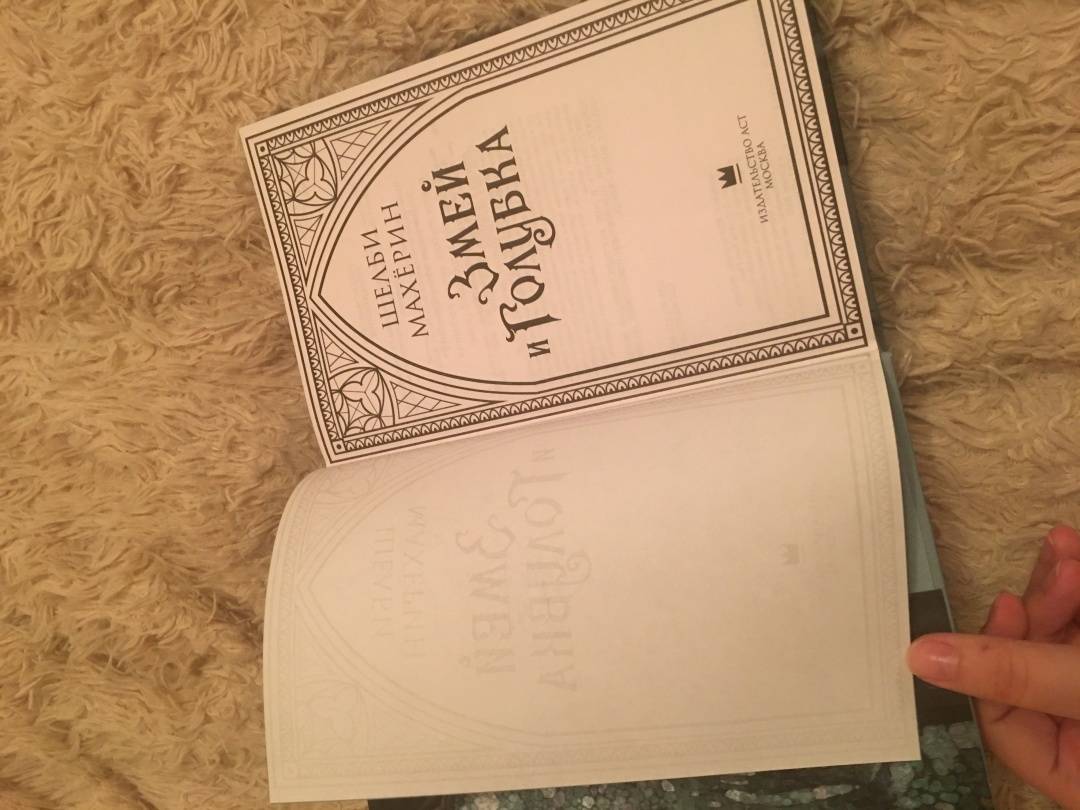 ШЕЛБИ
МАХЁРИН
ЗМЕЙ
и ГОЛУБКА
ИЗДАТЕЛЬСТВО АСТ
МОСКВА